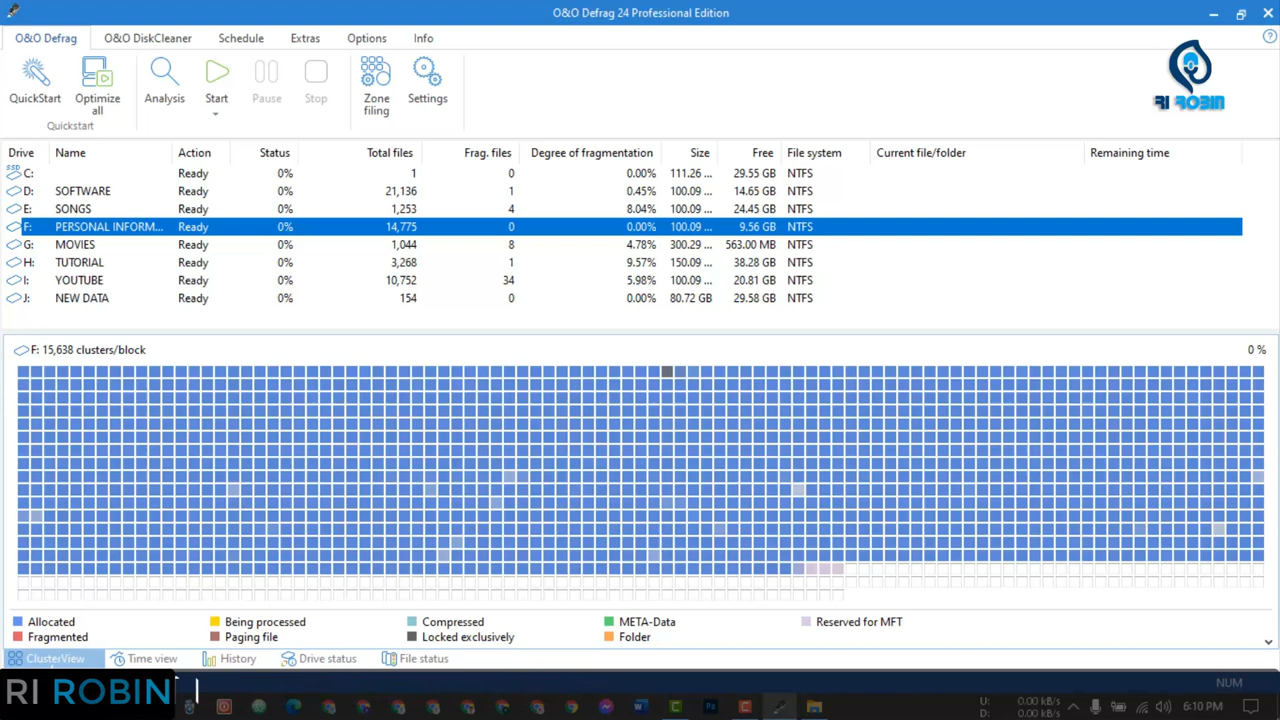 O&O Defrag 24 Professional Edition
O&O Defrag O&O DiskCleaner Schedule Extras Options Info
QuickStart Optimize all Analysis Start Pause Stop Zone filing Settings
Quickstart
RI ROBIN
Drive Name Action Status Total files Frag. files Degree of fragmentation Size Free File system Current file/folder Remaining time
SSD C: Ready 0% 1 0 0.00% 111.26 ... 29.55 GB NTFS
D: SOFTWARE Ready 0% 21,136 1 0.45% 100.09 ... 14.65 GB NTFS
E: SONGS Ready 0% 1,253 4 8.04% 100.09 ... 24.45 GB NTFS
F: PERSONAL INFORM... Ready 0% 14,775 0 0.00% 100.09 ... 9.56 GB NTFS
G: MOVIES Ready 0% 1,044 8 4.78% 300.29 ... 563.00 MB NTFS
H: TUTORIAL Ready 0% 3,268 1 9.57% 150.09 ... 38.28 GB NTFS
I: YOUTUBE Ready 0% 10,752 34 5.98% 100.09 ... 20.81 GB NTFS
J: NEW DATA Ready 0% 154 0 0.00% 80.72 GB 29.58 GB NTFS
F: 15,638 clusters/block 0 %
Allocated Being processed Compressed META-Data Reserved for MFT
Fragmented Paging file Locked exclusively Folder
ClusterView Time view History Drive status File status
NUM
RI ROBIN
U: 0.00 kB/s
D: 0.00 kB/s
6:10 PM